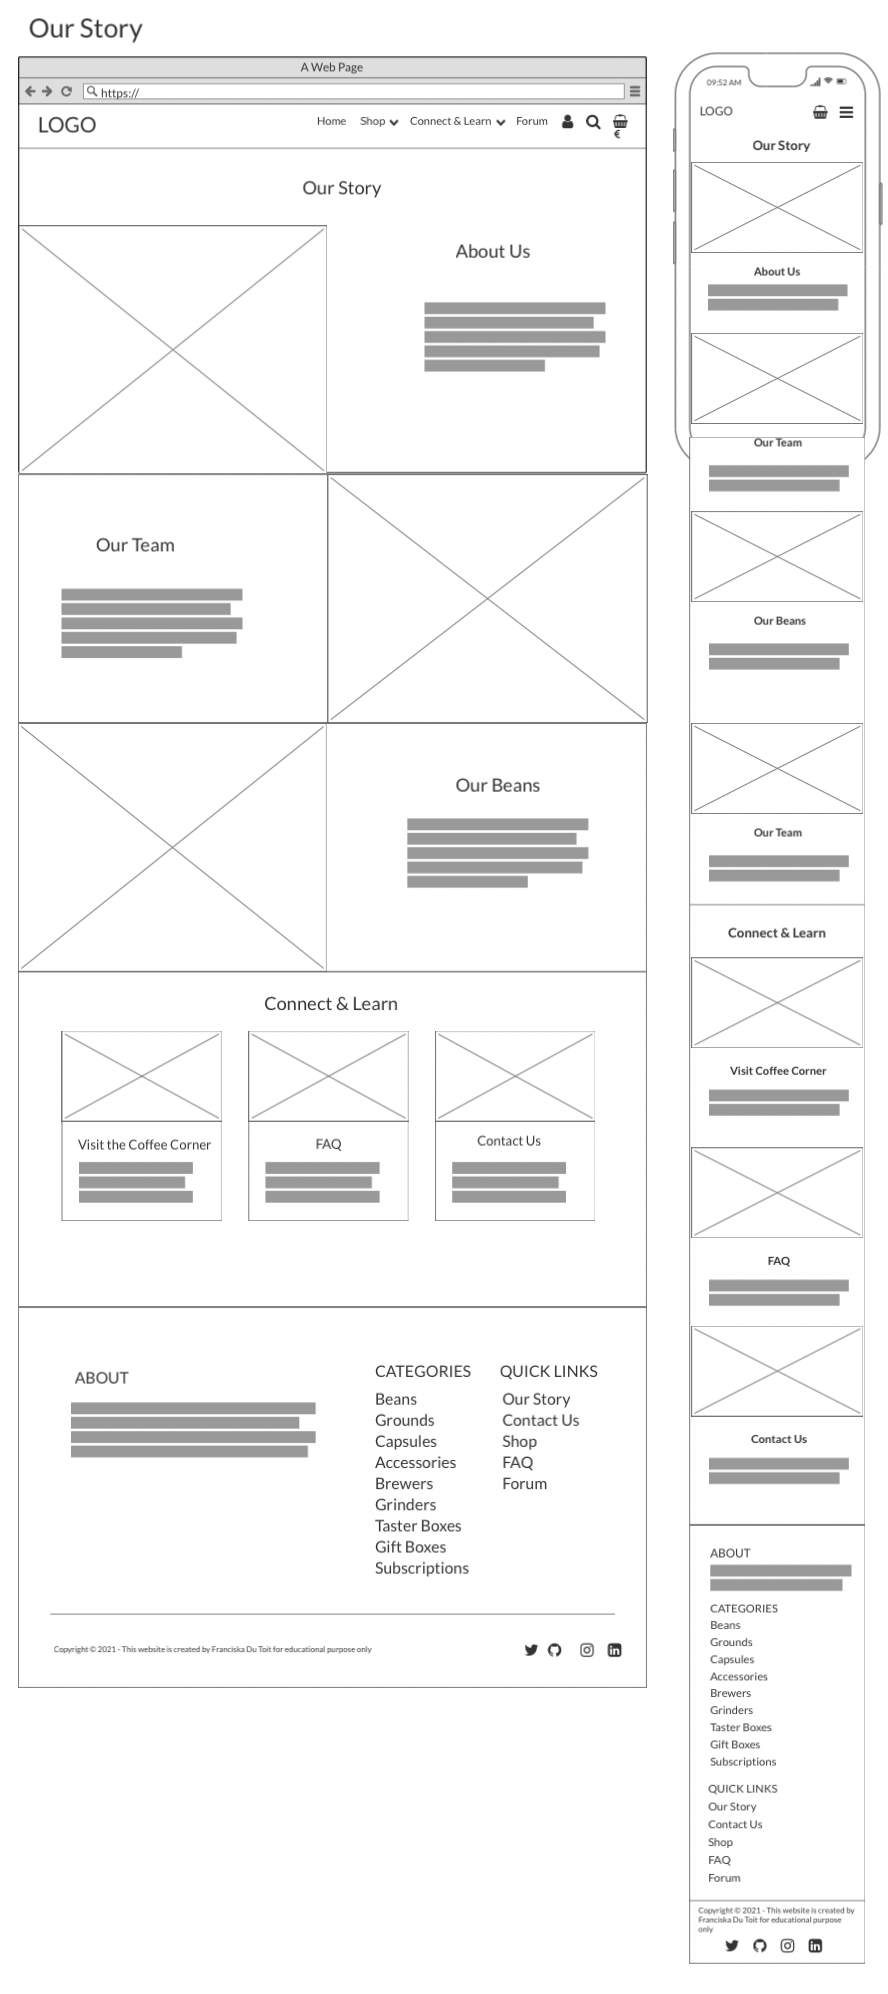 Our Story
A Web Page
https://
LOGO
Home Shop Connect & Learn Forum
€
Our Story
About Us
Our Team
Our Beans
Connect & Learn
Visit the Coffee Corner
FAQ
Contact Us
ABOUT
CATEGORIES
Beans
Grounds
Capsules
Accessories
Brewers
Grinders
Taster Boxes
Gift Boxes
Subscriptions
QUICK LINKS
Our Story
Contact Us
Shop
FAQ
Forum
Copyright © 2021 - This website is created by Franciska Du Toit for educational purpose only
09:52 AM
LOGO
Our Story
About Us
Our Team
Our Beans
Our Team
Connect & Learn
Visit Coffee Corner
FAQ
Contact Us
ABOUT
CATEGORIES
Beans
Grounds
Capsules
Accessories
Brewers
Grinders
Taster Boxes
Gift Boxes
Subscriptions
QUICK LINKS
Our Story
Contact Us
Shop
FAQ
Forum
Copyright © 2021 - This website is created by
Franciska Du Toit for educational purpose
only